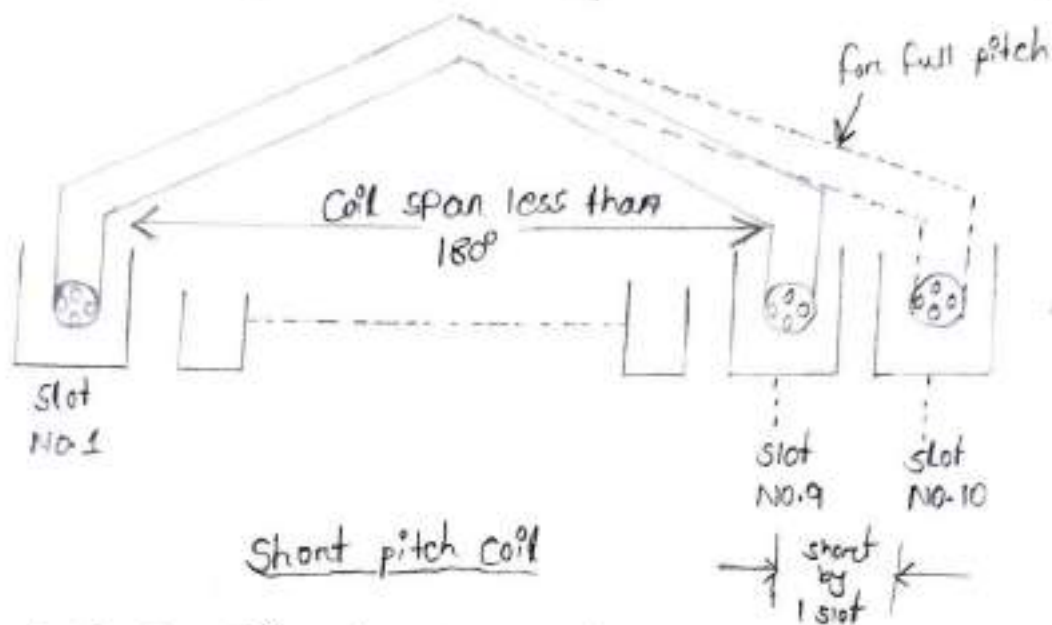 for full pitch
Coil span less than
180°
slot
NO.1
slot
NO.9
slot
NO.10
Short pitch coil
short
by
1 slot